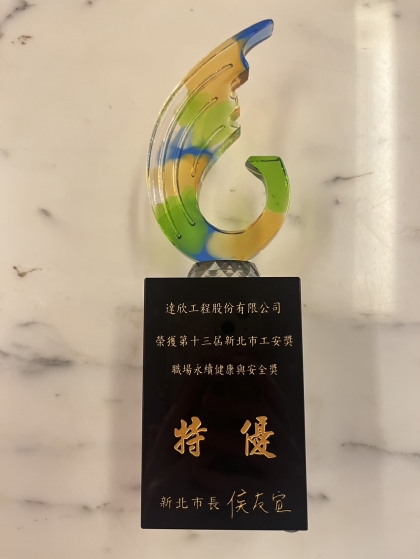 達欣工程股份有限公司
榮獲第十三屆新北市工安獎
職場永續健康與安全獎
特優
新北市長 侯友宜